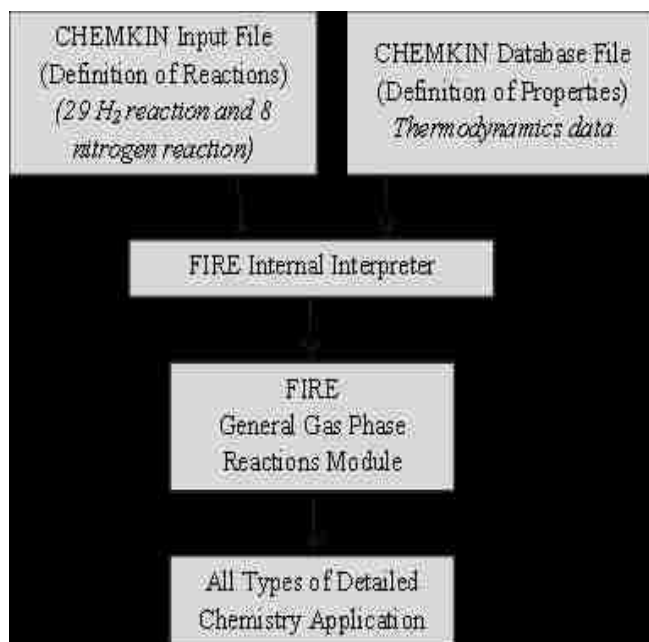 CHEMKIN Input File
(Definition of Reactions)
(29 H₂ reaction and 8
nitrogen reaction)
CHEMKIN Database File
(Definition of Properties)
Thermodynamics data
FIRE Internal Interpreter
FIRE
General Gas Phase
Reactions Module
All Types of Detailed
Chemistry Application